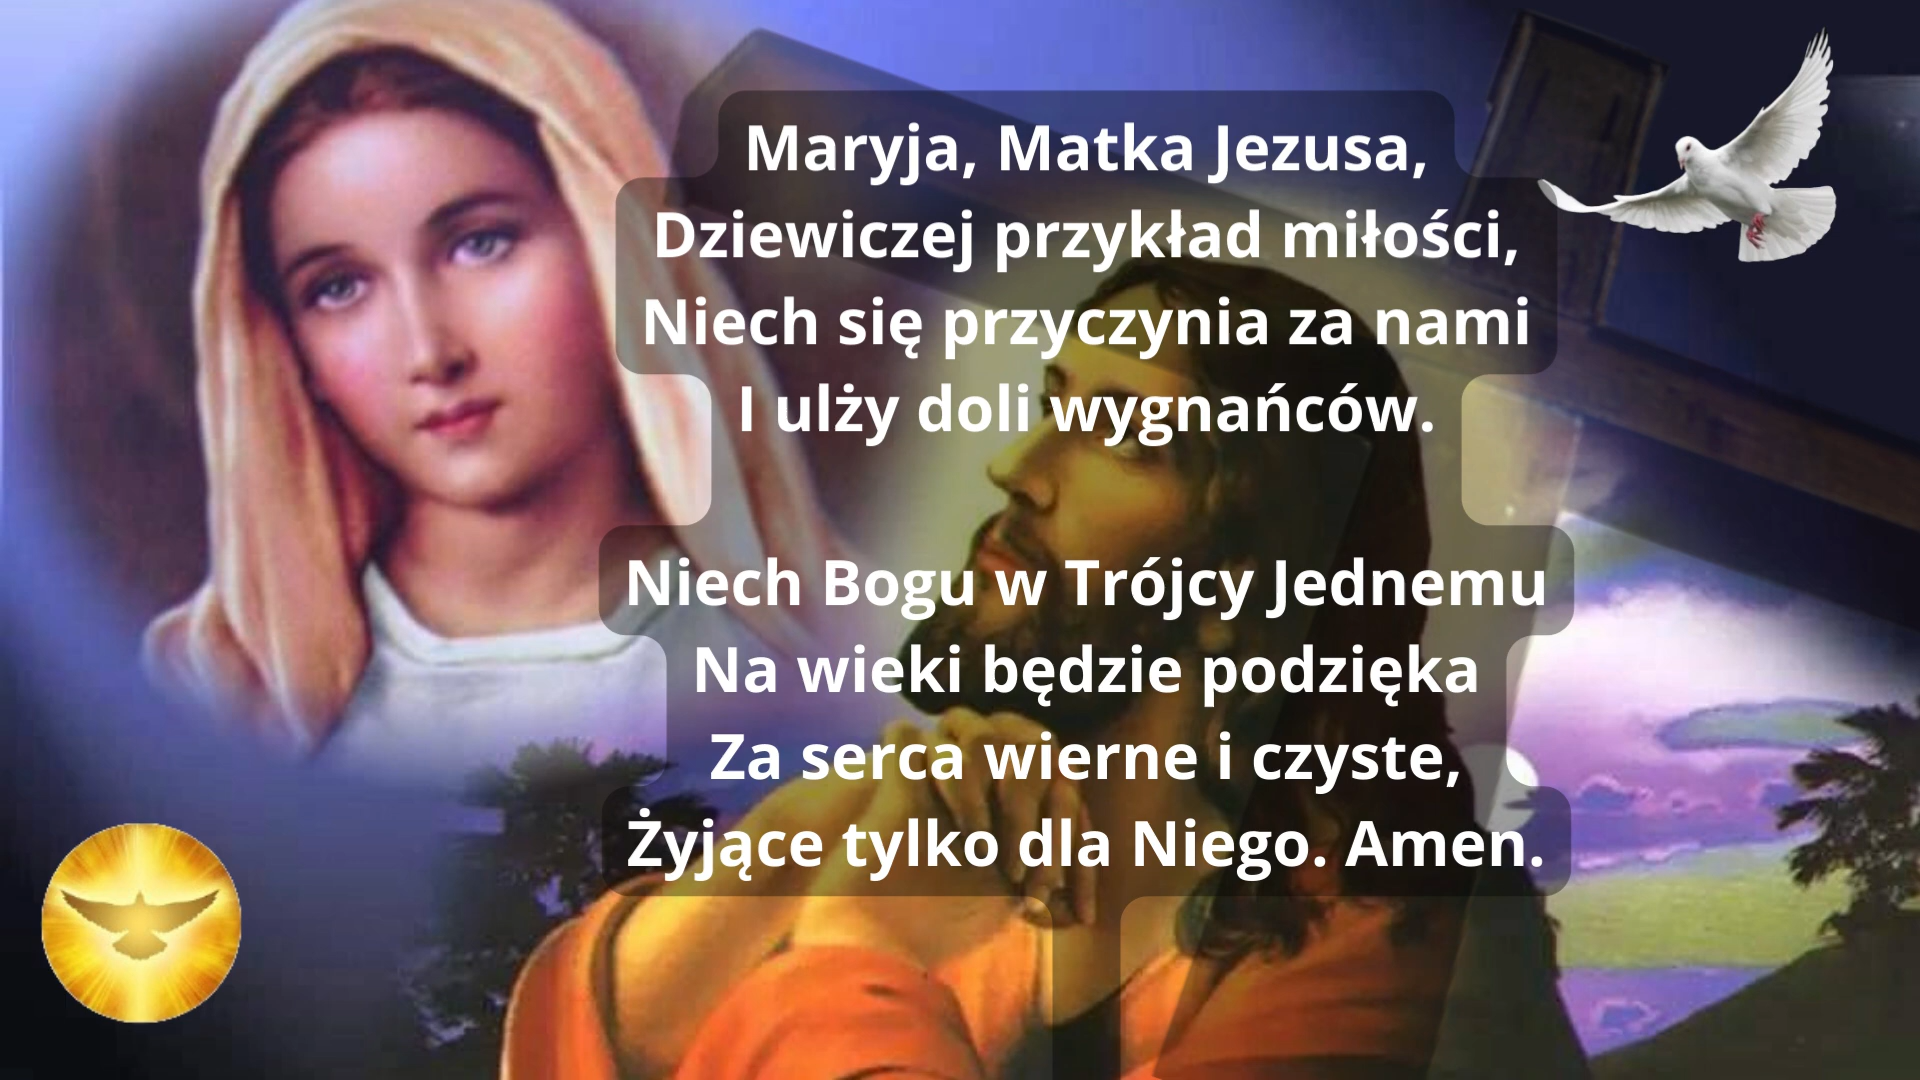 Maryja, Matka Jezusa,
Dziewiczej przykład miłości,
Niech się przyczynia za nami
I ulży doli wygnańców.
Niech Bogu w Trójcy Jednemu
Na wieki będzie podzięka
Za serca wierne i czyste,
Żyjące tylko dla Niego. Amen.